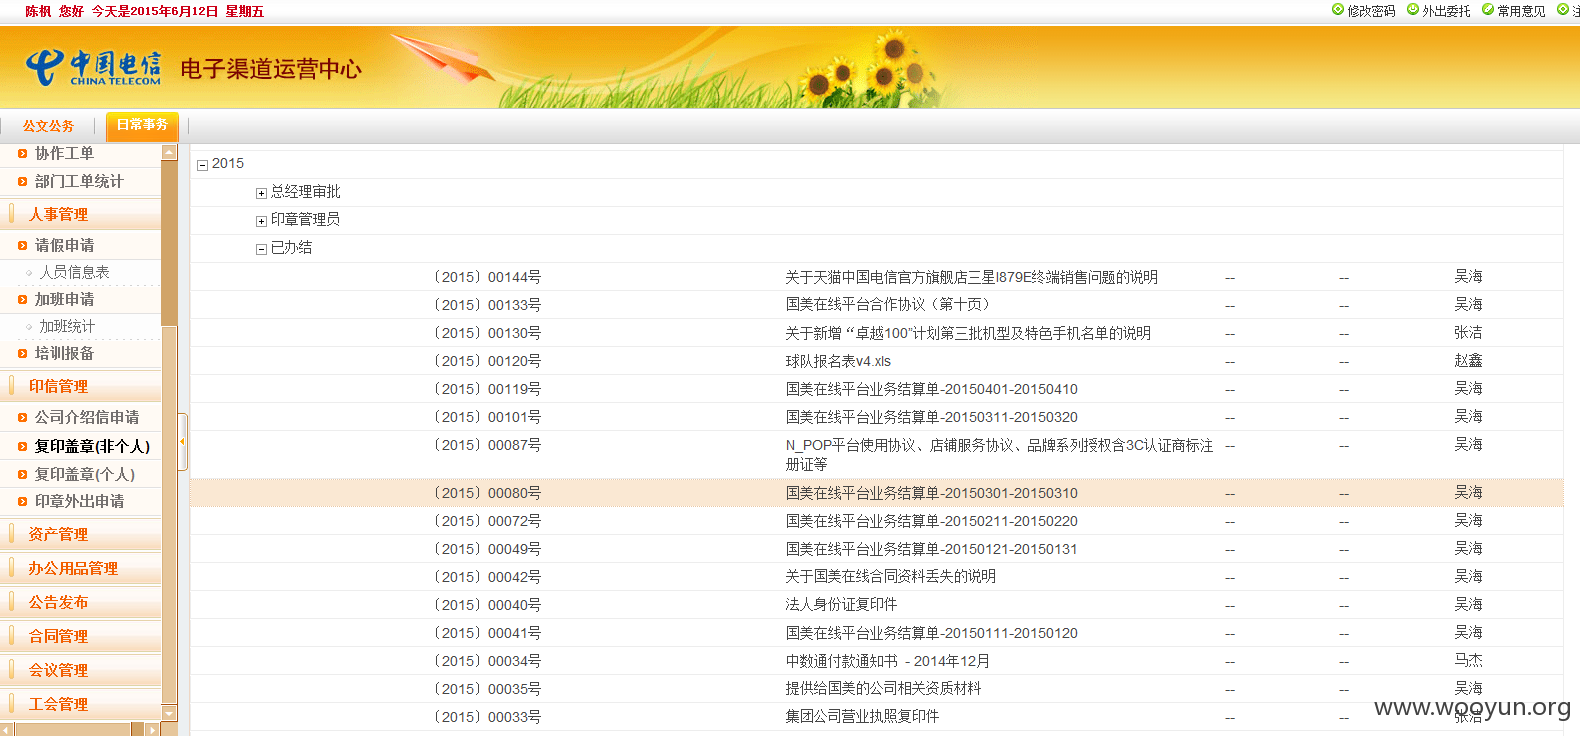 陈枫 您好 今天是2015年6月12日 星期五
修改密码 外出委托 常用意见 注
中国电信 CHINA TELECOM 电子渠道运营中心
公文公务 日常事务
协作工单
部门工单统计
人事管理
请假申请
人员信息表
加班申请
加班统计
培训报备
印信管理
公司介绍信申请
复印盖章(非个人)
复印盖章(个人)
印章外出申请
资产管理
办公用品管理
公告发布
合同管理
会议管理
工会管理
2015
总经理审批
印章管理员
已办结
〔2015〕00144号 关于天猫中国电信官方旗舰店三星I879E终端销售问题的说明 -- -- 吴海
〔2015〕00133号 国美在线平台合作协议（第十页） -- -- 吴海
〔2015〕00130号 关于新增“卓越100”计划第三批机型及特色手机名单的说明 -- -- 张洁
〔2015〕00120号 球队报名表v4.xls -- -- 赵鑫
〔2015〕00119号 国美在线平台业务结算单-20150401-20150410 -- -- 吴海
〔2015〕00101号 国美在线平台业务结算单-20150311-20150320 -- -- 吴海
〔2015〕00087号 N_POP平台使用协议、店铺服务协议、品牌系列授权含3C认证商标注 -- -- 吴海
册证等
〔2015〕00080号 国美在线平台业务结算单-20150301-20150310 -- -- 吴海
〔2015〕00072号 国美在线平台业务结算单-20150211-20150220 -- -- 吴海
〔2015〕00049号 国美在线平台业务结算单-20150121-20150131 -- -- 吴海
〔2015〕00042号 关于国美在线合同资料丢失的说明 -- -- 吴海
〔2015〕00040号 法人身份证复印件 -- -- 吴海
〔2015〕00041号 国美在线平台业务结算单-20150111-20150120 -- -- 吴海
〔2015〕00034号 中数通付款通知书 - 2014年12月 -- -- 马杰
〔2015〕00035号 提供给国美的公司相关资质材料 -- -- 吴海
〔2015〕00033号 集团公司营业执照复印件 -- -- 张洁
www.wooyun.org